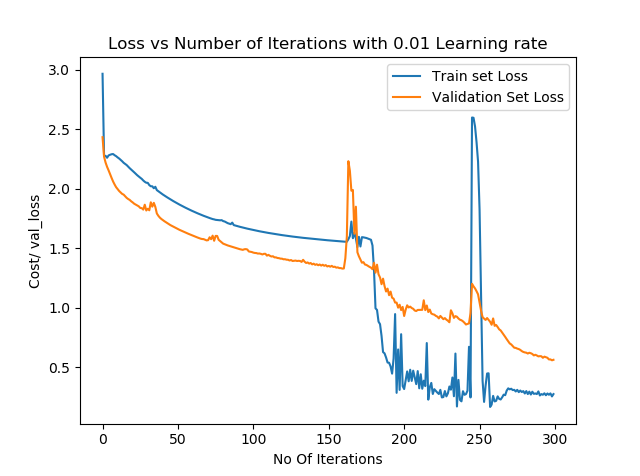 Loss vs Number of Iterations with 0.01 Learning rate
Train set Loss
Validation Set Loss
Cost/ val_loss
3.0
2.5
2.0
1.5
1.0
0.5
0 50 100 150 200 250 300
No Of Iterations